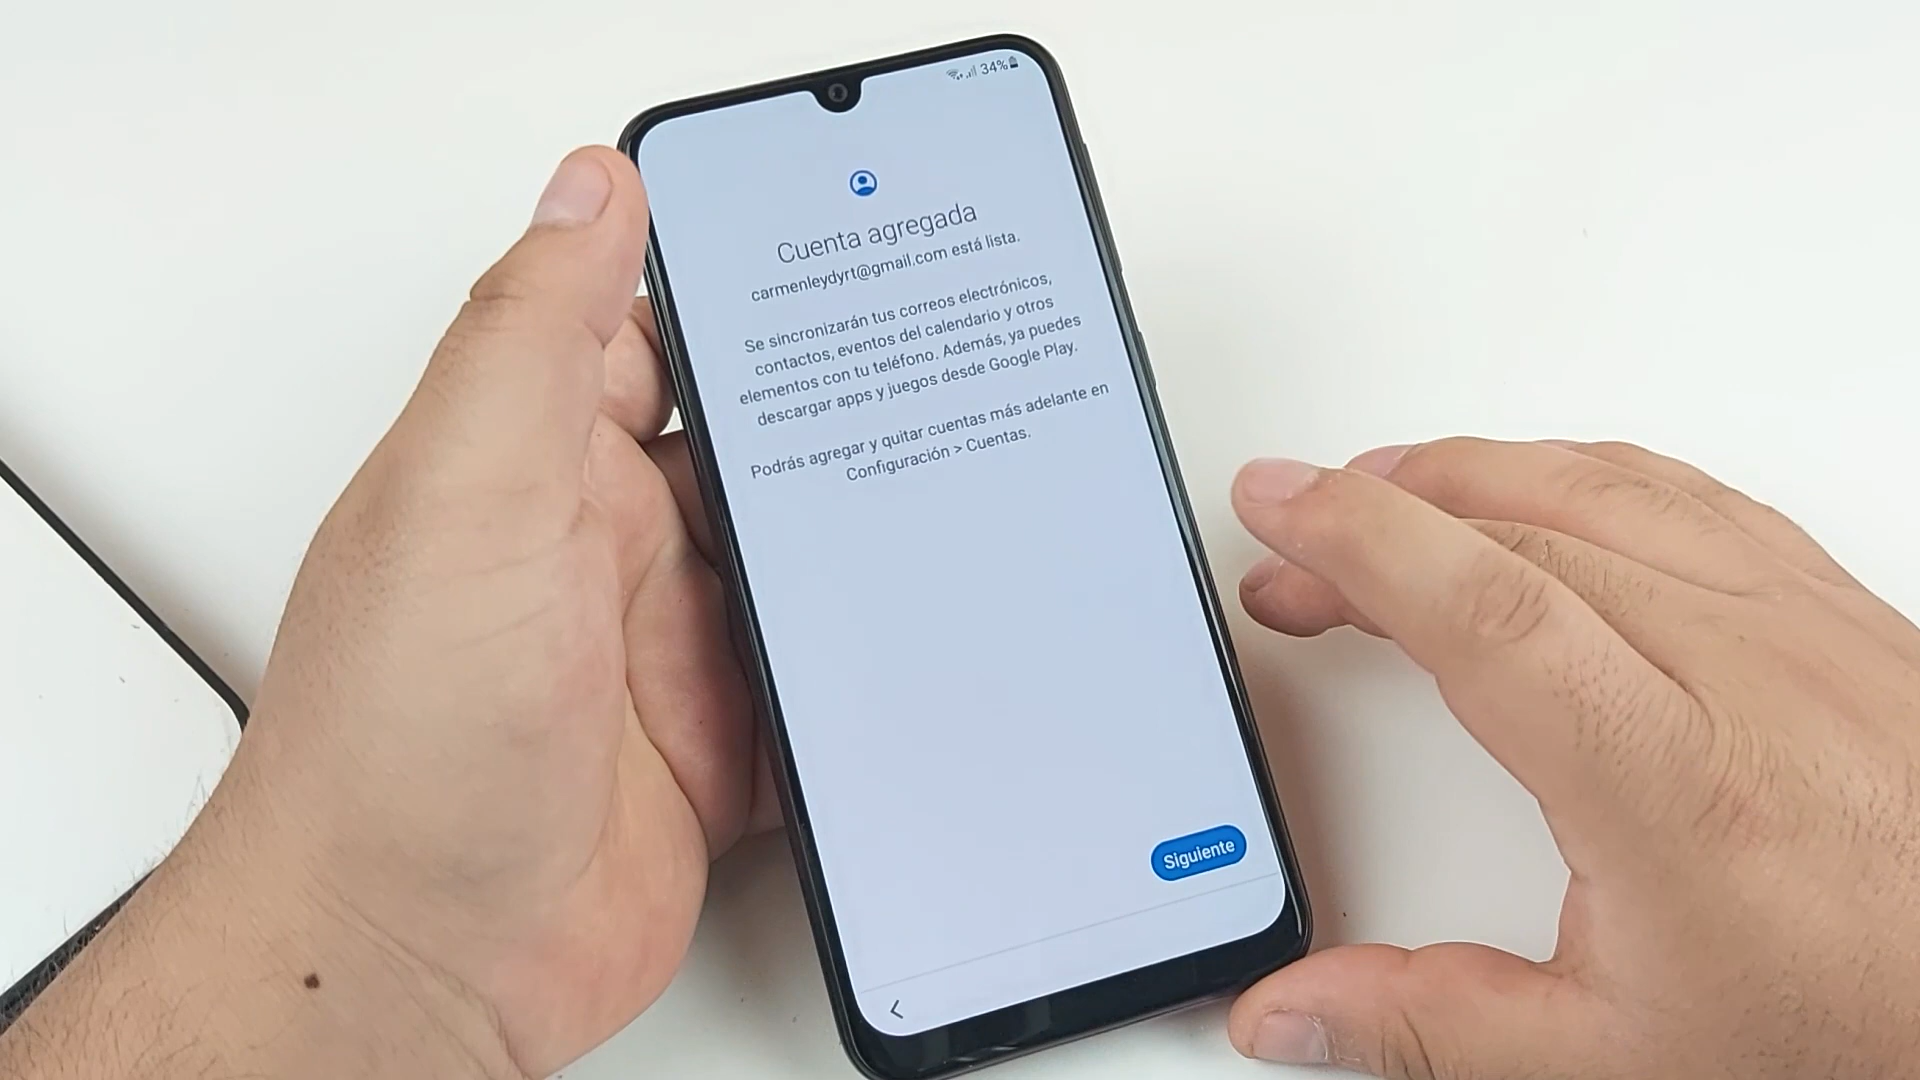 34%
Cuenta agregada
carmenleydyrt@gmail.com está lista.
Se sincronizarán tus correos electrónicos,
contactos, eventos del calendario y otros
elementos con tu teléfono. Además, ya puedes
descargar apps y juegos desde Google Play.
Podrás agregar y quitar cuentas más adelante en
Configuración > Cuentas.
Siguiente